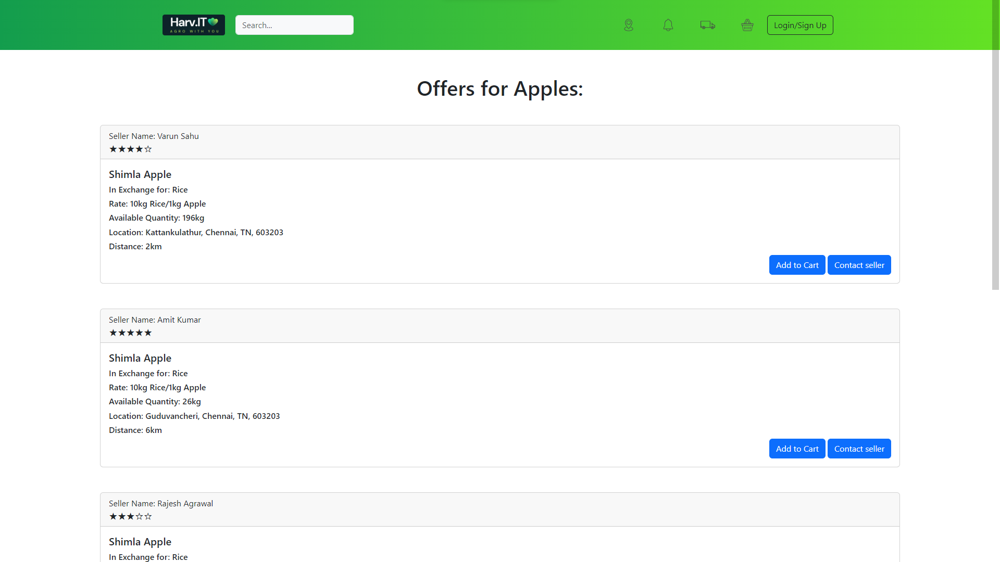 Harv.IT
AGRO WITH YOU
Search...
Login/Sign Up
Offers for Apples:
Seller Name: Varun Sahu
★★★★☆
Shimla Apple
In Exchange for: Rice
Rate: 10kg Rice/1kg Apple
Available Quantity: 196kg
Location: Kattankulathur, Chennai, TN, 603203
Distance: 2km
Add to Cart
Contact seller
Seller Name: Amit Kumar
★★★★★
Shimla Apple
In Exchange for: Rice
Rate: 10kg Rice/1kg Apple
Available Quantity: 26kg
Location: Guduvancheri, Chennai, TN, 603203
Distance: 6km
Add to Cart
Contact seller
Seller Name: Rajesh Agrawal
★★★☆☆
Shimla Apple
In Exchange for: Rice